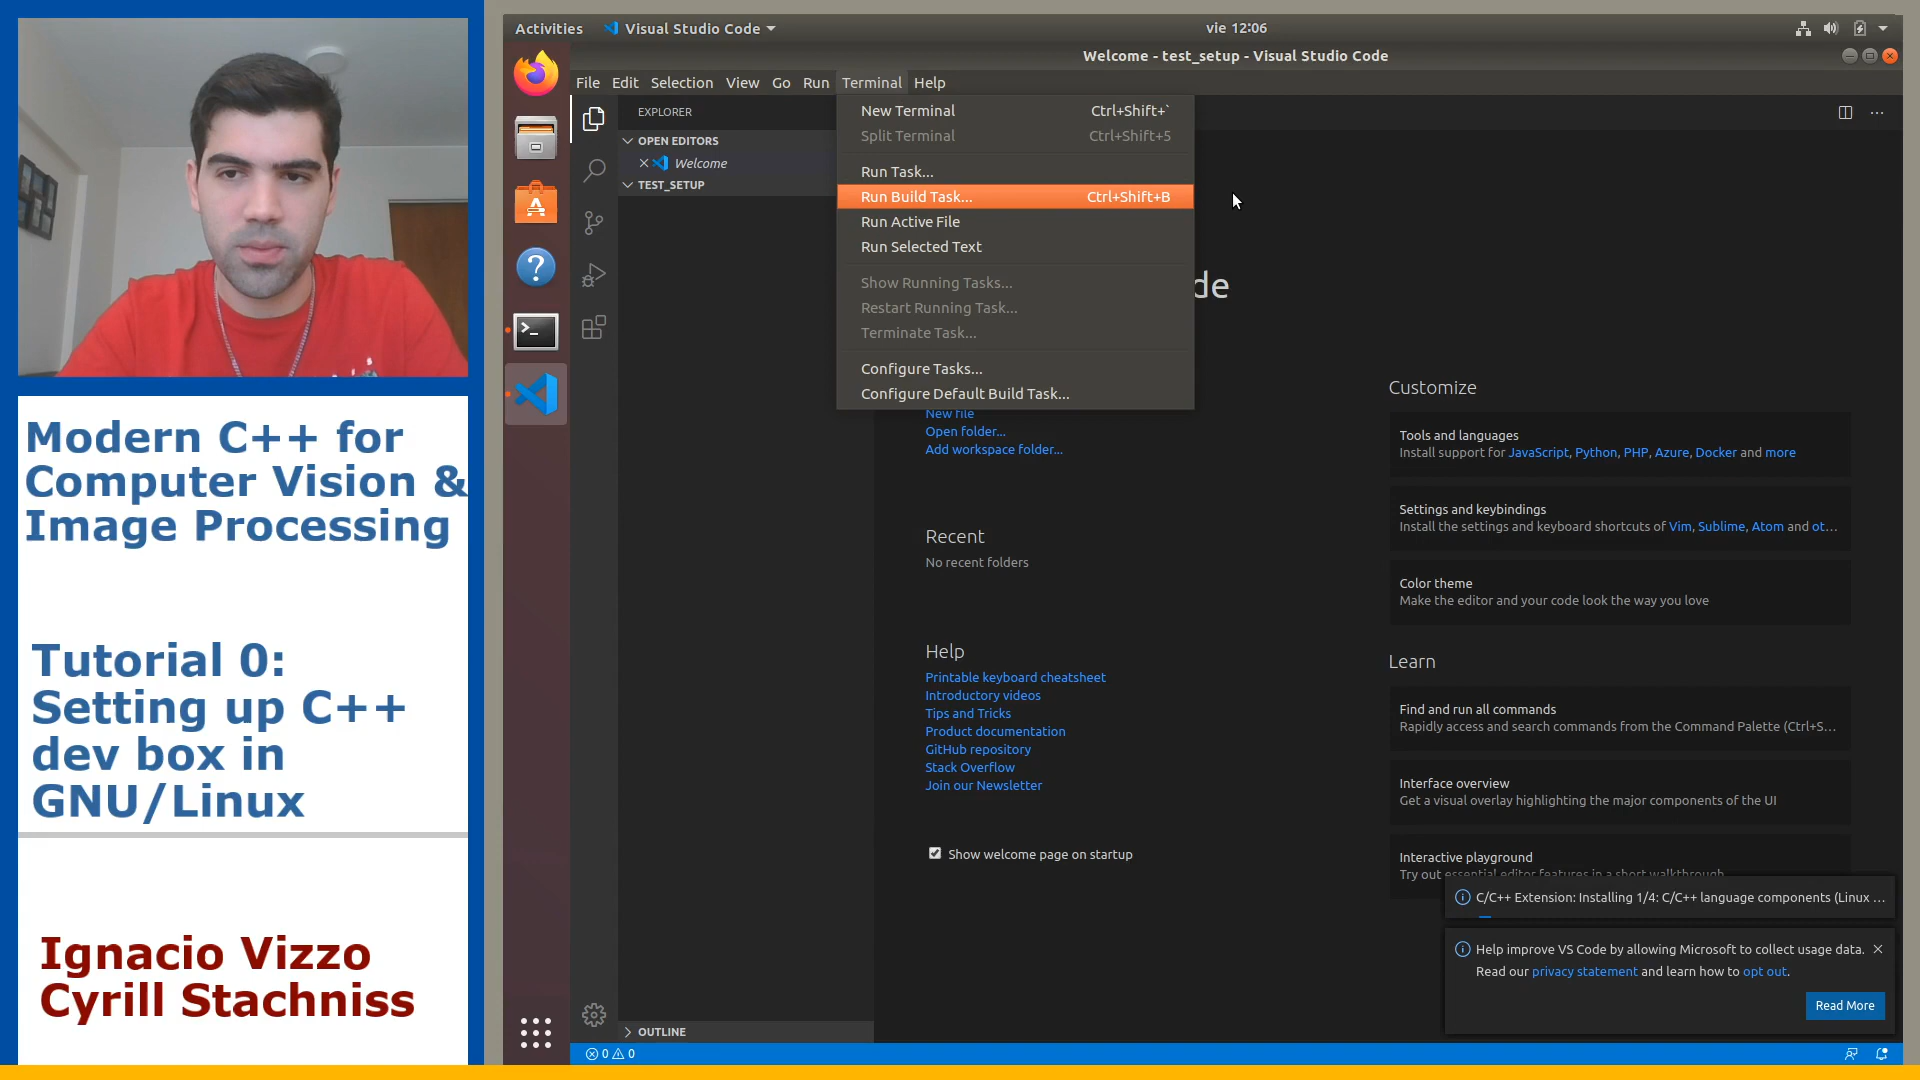 Modern C++ for
Computer Vision &
Image Processing
Tutorial 0:
Setting up C++
dev box in
GNU/Linux
Ignacio Vizzo
Cyrill Stachniss
Activities
Visual Studio Code
vie 12:06
Welcome - test_setup - Visual Studio Code
File Edit Selection View Go Run Terminal Help
EXPLORER
OPEN EDITORS
Welcome
TEST_SETUP
OUTLINE
New Terminal Ctrl+Shift+`
Split Terminal Ctrl+Shift+5
Run Task...
Run Build Task... Ctrl+Shift+B
Run Active File
Run Selected Text
Show Running Tasks...
Restart Running Task...
Terminate Task...
Configure Tasks...
Configure Default Build Task...
de
New file
Open folder...
Add workspace folder...
Recent
No recent folders
Help
Printable keyboard cheatsheet
Introductory videos
Tips and Tricks
Product documentation
GitHub repository
Stack Overflow
Join our Newsletter
Show welcome page on startup
Customize
Tools and languages
Install support for JavaScript, Python, PHP, Azure, Docker and more
Settings and keybindings
Install the settings and keyboard shortcuts of Vim, Sublime, Atom and ot...
Color theme
Make the editor and your code look the way you love
Learn
Find and run all commands
Rapidly access and search commands from the Command Palette (Ctrl+S...
Interface overview
Get a visual overlay highlighting the major components of the UI
Interactive playground
Try out essential editor features in a short walkthrough
C/C++ Extension: Installing 1/4: C/C++ language components (Linux ...
Help improve VS Code by allowing Microsoft to collect usage data.
Read our privacy statement and learn how to opt out.
Read More
0 0